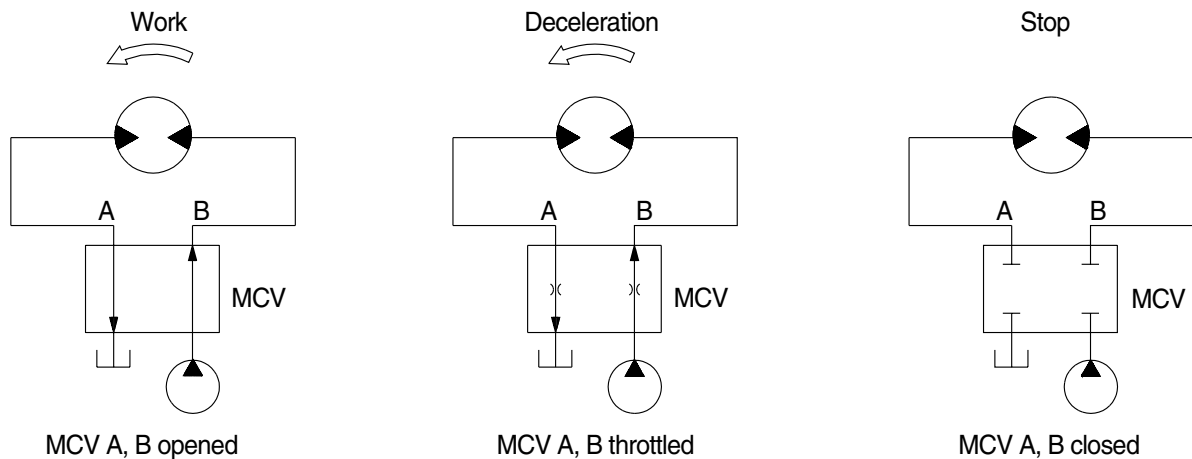 Work
Deceleration
Stop
A
B
A
B
A
B
MCV
MCV
MCV
MCV A, B opened
MCV A, B throttled
MCV A, B closed